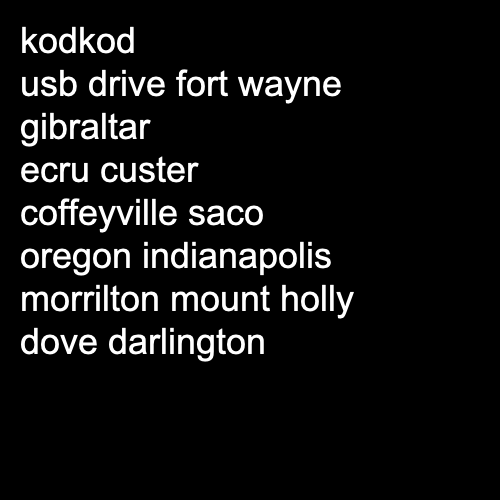 kodkod
usb drive fort wayne
gibraltar
ecru custer
coffeyville saco
oregon indianapolis
morrilton mount holly
dove darlington